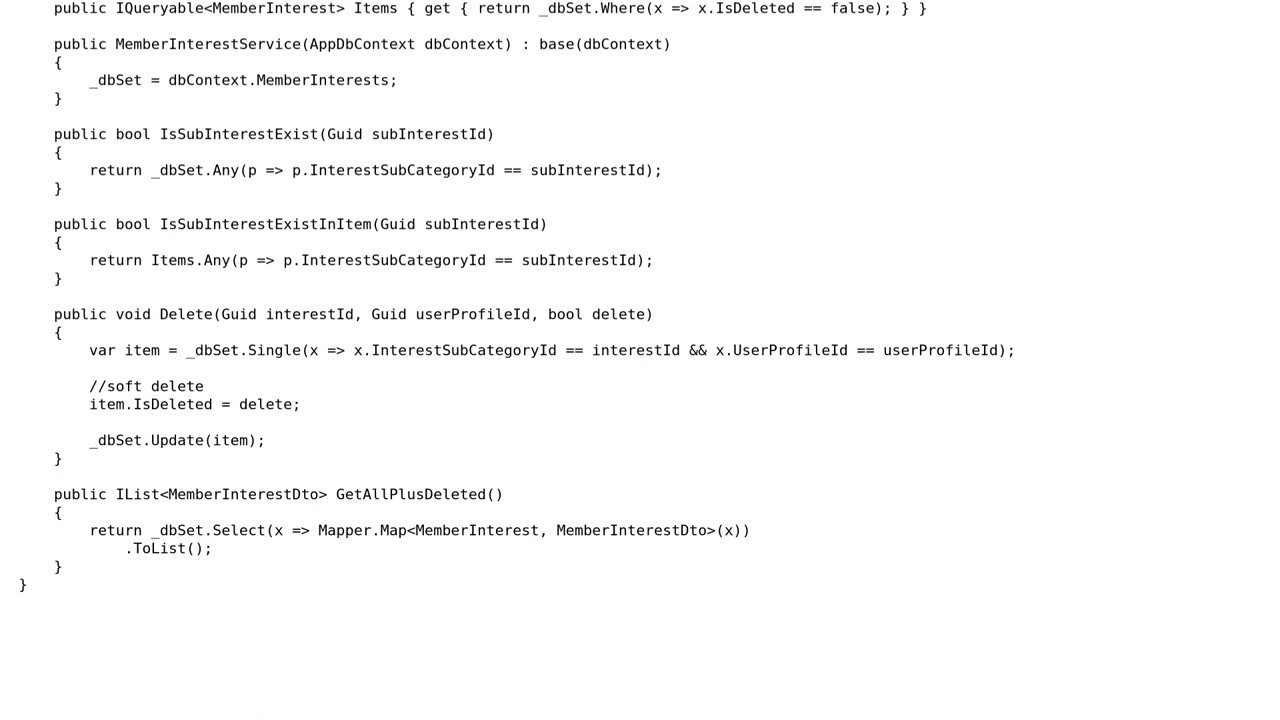 public IQueryable<MemberInterest> Items { get { return _dbSet.Where(x => x.IsDeleted == false); } }
public MemberInterestService(AppDbContext dbContext) : base(dbContext)
{
_dbSet = dbContext.MemberInterests;
}
public bool IsSubInterestExist(Guid subInterestId)
{
return _dbSet.Any(p => p.InterestSubCategoryId == subInterestId);
}
public bool IsSubInterestExistInItem(Guid subInterestId)
{
return Items.Any(p => p.InterestSubCategoryId == subInterestId);
}
public void Delete(Guid interestId, Guid userProfileId, bool delete)
{
var item = _dbSet.Single(x => x.InterestSubCategoryId == interestId && x.UserProfileId == userProfileId);
//soft delete
item.IsDeleted = delete;
_dbSet.Update(item);
}
public IList<MemberInterestDto> GetAllPlusDeleted()
{
return _dbSet.Select(x => Mapper.Map<MemberInterest, MemberInterestDto>(x))
.ToList();
}
}